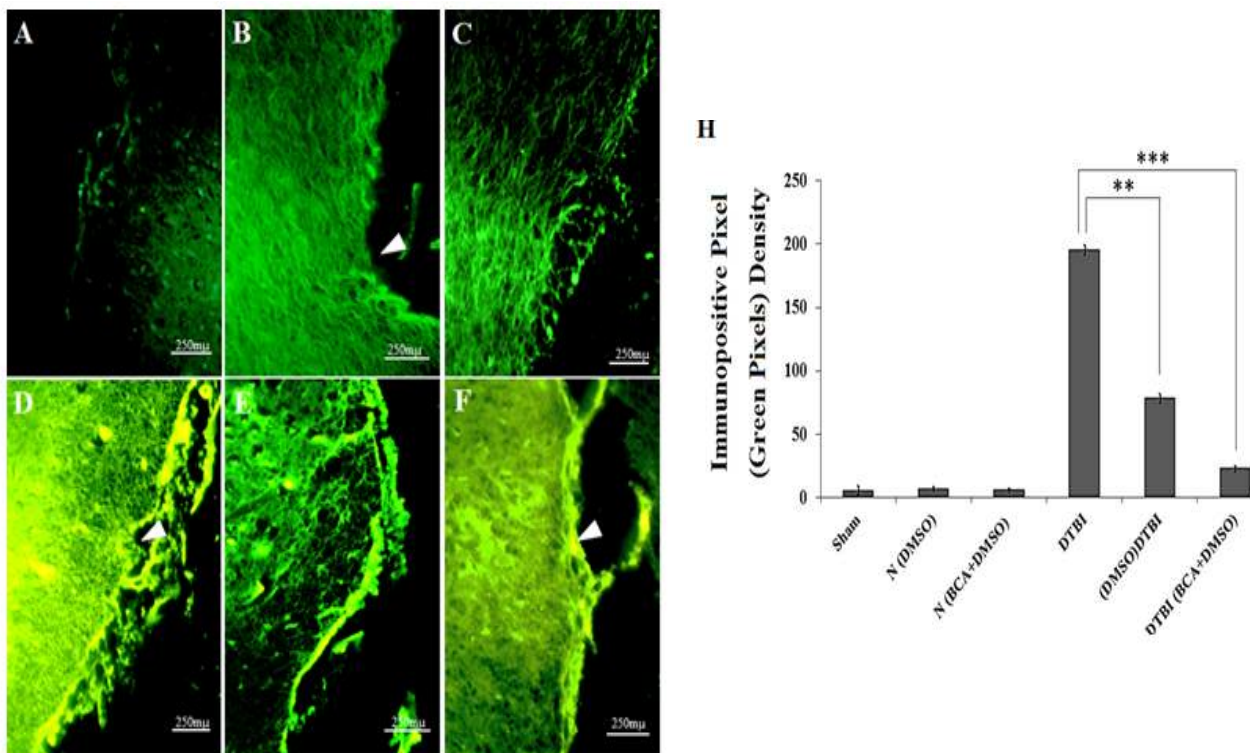 A
B
C
250mμ
250mμ
250mμ
D
E
F
250mμ
250mμ
250mμ
H
***
**
Immunopositive Pixel
(Green Pixels) Density
250
200
150
100
50
0
Sham
N (DMSO)
N (BCA+DMSO)
DTBI
(DMSO)DTBI
DTBI (BCA+DMSO)